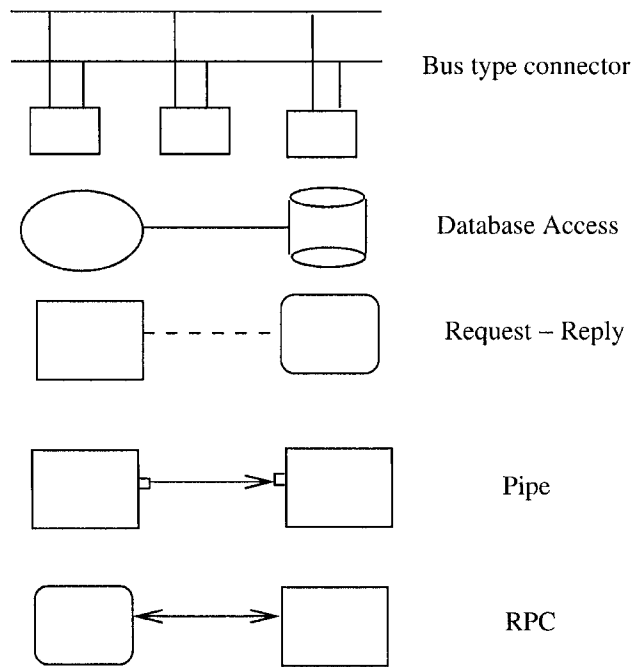 Bus type connector
Database Access
Request – Reply
Pipe
RPC